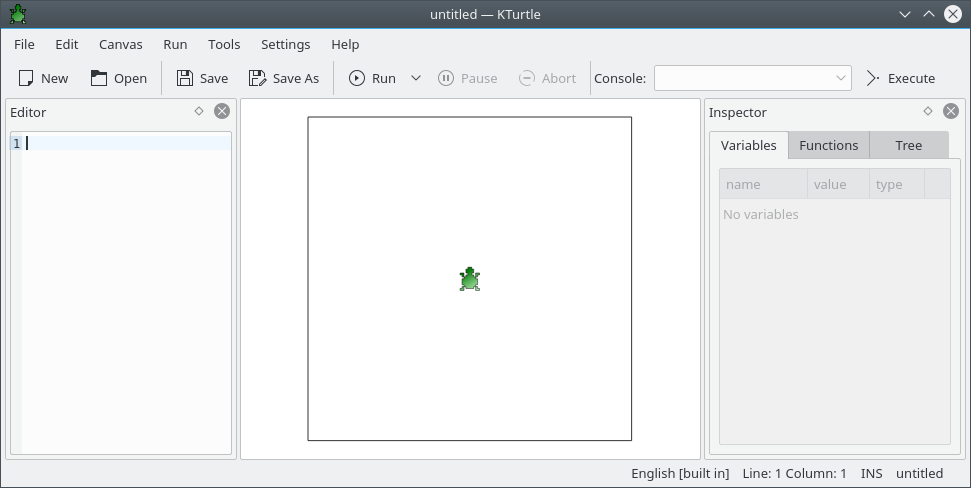 untitled — KTurtle
File Edit Canvas Run Tools Settings Help
New Open Save Save As Run Pause Abort Console: Execute
Editor
Inspector
1
Variables Functions Tree
name value type
No variables
English [built in] Line: 1 Column: 1 INS untitled